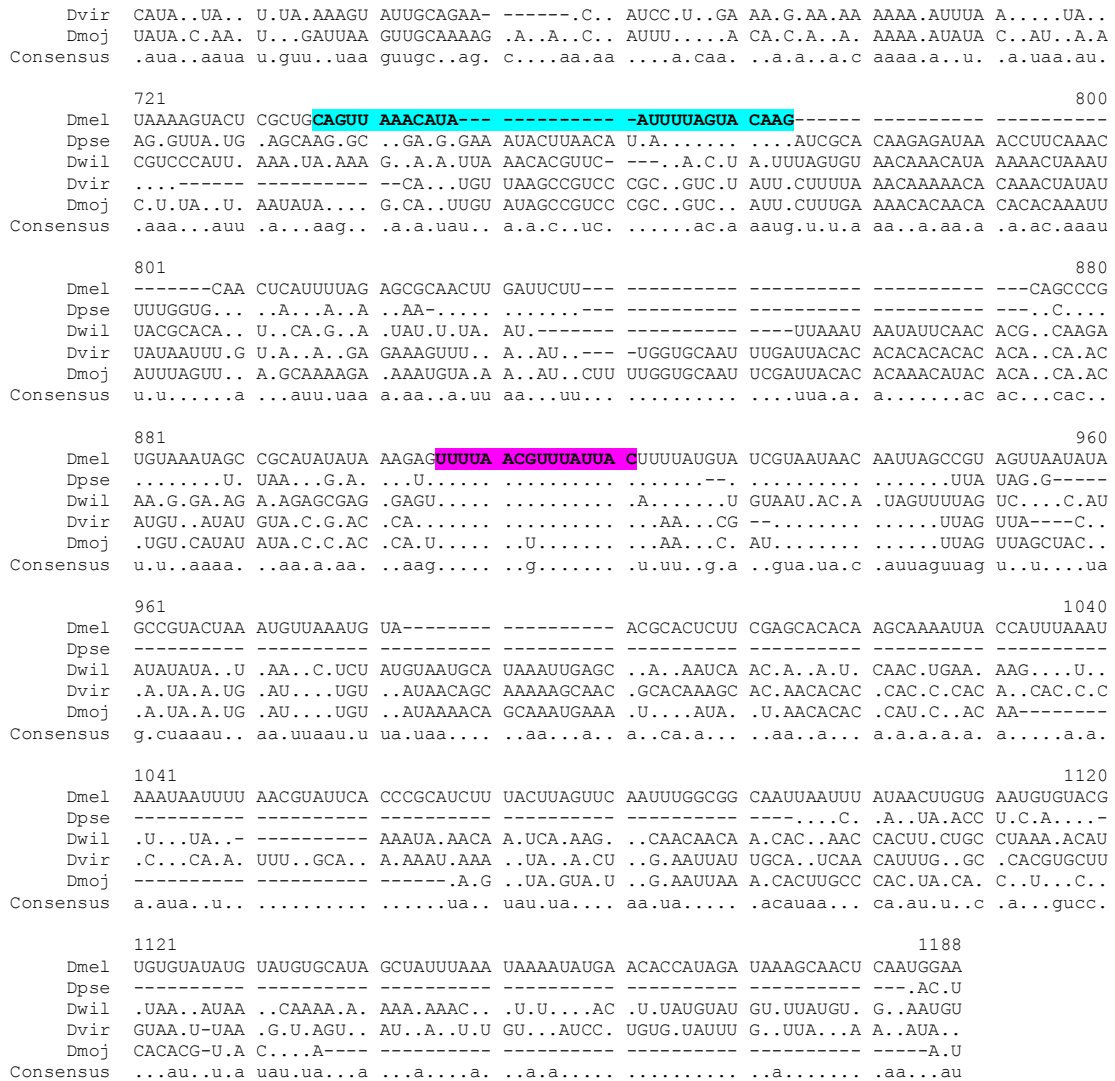 Dvir CAUA..UA.. U.UA.AAAGU AUUGCAGAA- ------.C.. AUCC.U..GA AA-G.AA.AA AAAA.AUUUA A.....UA..
Dmoj UAUA.C.AA. U...GAUUAA GUUGCAAAAG .A..A..C.. AUUU.....A ACA.C.A..A. AAAA.AUAUA C..AU..A.A
Consensus .aua..aaua u.guu..uaa guugc..ag. c....aa.aa ....a.caa. ..a.a..a.c aaaa.a..u. .a.uaa.au.
721 800
Dmel UAAAAGUACU CGCUGCAGUU AAACAUA--- ---------- -AUUUUAGUA CAAG------ ---------- ----------
Dpse AG.GUUA.UG .AGCAAG.GC ..GA.G.GAA AUACUUAACA U.A....... ....AUCGCA CAAGAGAUAA ACCUUCAAAC
Dwil CGUCCCAUU. AAA.UA.AAAG G..A.A.UUA AACACGUUC- ----.A.C.U A.UUUAGUGU AACAAACAUA AAAACUAAAU
Dvir ....------ ---------- --CA...UGU UAAGCCGUCC CGC..GUC.U AUU.CUUUUA AACAAAAACA CAAACUAUAU
Dmoj C.U.UA..U. AAUAUA.... G.CA..UUGU AUAGCCGUCC CGC..GUC.. AUU.CUUUGA AAACACAACA CACACAAAUU
Consensus .aaa...auu .a...aag.. .a.a.uau.. a.a.c..uc. ......ac.a aaug.u.u.a aa..a.aa.a a.ac.aaau
801 880
Dmel -------CAA CUCAUUUUAG AGCGCAACUU GAUUCUU--- ---------- ---------- ---------- ---CAGCCCG
Dpse UUUGGUG... ...A...A.. A..AA-.... .......--- ---------- ---------- ---------- ---..C....
Dwil UACGCACA.. U..CA.G..A .UAU.U.UA. AU.------- ---------- ----UUAAAU AAUAUUCAAC ACG..CAAGA
Dvir UAUAAUUU.G U.A..A..GA GAAAGUUU.. A..AU..--- -UGGUGCAAU UUGAUUACAC ACACACACAC ACA..CA.AC
Dmoj AUUUAGUU.. A.GCAAAAGA .AAAUGUA.A A..AU..CUU UUGGUGCAAU UCGAUUACAC ACAAACAUAC ACA..CA.AC
Consensus u.u......a ...auu.uaa a.aa..a.uu aa...uu... .......... ....uua.a. a .......ac ac...cac..
881 960
Dmel UGUAAAUAGC CGCAUAUAUA AAGAGUUUUA ACGUUUAUUA CUUUUAUGUA UCGUAAUAAC AAUUAGCCGU AGUUAAUAUA
Dpse ........U. UAA...G.A. ...U...... .......... .......--. .......... .......UUA UAG.G-----
Dwil AA.G.GA.AG A.AGAGCGAG .GAGU..... .......... .A.......U GUAAU.AC.A .UAGUUUUAG UC....C.AU
Dvir AUGU..AUAU GUA.C.G.AC .CA....... .......... ..AA...CG --........ ......UUAG UUA----C..
Dmoj .UGU.CAUAU AUA.C.C.AC .CA.U..... ..U....... ..AA...C. AU........ ......UUAG UUAGCUAC..
Consensus u.u..aaaa. ..aa.a.aa. ..aag..... ..g....... .u.uu..g.a ..gua.ua.c .auuaguuag u..u....ua
961 1040
Dmel GCCGUACUAA AUGUUAAAUG UA-------- ---------- ACGCACUCUU CGAGCACACA AGCAAAAUUA CCAUUUAAAU
Dpse ---------- ---------- ---------- ---------- ---------- ---------- ---------- ----------
Dwil AUAUAUA..U .AA..C.UCU AUGUAAUGCA UAAAUUGAGC ..A..AAUCA AC.A..A.U. CAAC.UGAA. AAG....U..
Dvir .A.UA.A.UG .AU....UGU ..AUAACAGC AAAAAGCAAC .GCACAAAGC AC.AACACAC .CAC.C.CAC A..CAC.C.C
Dmoj .A.UA.A.UG .AU....UGU ..AUAAAACA GCAAAUGAAA .U....AUA. .U.AACACAC .CAU.C..AC AA--------
Consensus g.cuaaau.. aa.uuaau.u ua.uaa.... ..aa...a.. a..ca.a... ..aa..a... a.a.a.a.a. a.....a.a.
1041 1120
Dmel AAAUAAUUUU AACGUAUUCA CCCGCAUCUU UACUUAGUUC AAUUUGGCGG CAAUUAAUUU AUAACUUGUG AAUGUGUACG
Dpse ---------- ---------- ---------- ---------- ---------- ----....C. .A..UA.ACC U.C.A....-
Dwil .U...UA..- ---------- AAAUA.AACA A.UCA.AAG. ..CAACAACA A.CAC..AAC CACUU.CUGC CUAAA.ACAU
Dvir .C...CA.A. UUU..GCA.. A.AAAU.AAA ..UA..A.CU ..G.AAUUAU UGCA..UCAA CAUUUG..GC .CACGUGCUU
Dmoj ---------- ---------- ------.A.G ..UA.GUA.U ..G.AAUUAA A.CACUUGCC CAC.UA.CA. C..U...C..
Consensus a.aua..u.. .......... ......ua.. uau.ua.... aa.ua..... .acauaa... ca.au.u..c .a...gucc.
1121 1188
Dmel UGUGUAUAUG UAUGUGCAUA GCUAUUUAAA UAAAAUAUGA ACACCAUAGA UAAAGCAACU CAAUGGAA
Dpse ---------- ---------- ---------- ---------- ---------- ---------- ---.AC.U
Dwil .UAA..AUAA ..CAAAA.A. AAA.AAAC.. .U.U....AC .U.UAUGUAU GU.UUAUGU. G..AAUGU
Dvir GUAA.U-UAA .G.U.AGU.. AU..A..U.U GU...AUCC. UGUG.UAUUU G..UUA...A A..AUA..
Dmoj CACACG-U.A C....A---- ---------- ---------- ---------- ---------- -----A.U
Consensus ...au..u.a uau.ua...a ...a....a. ..a.a..... .......... ..a....... aa...au